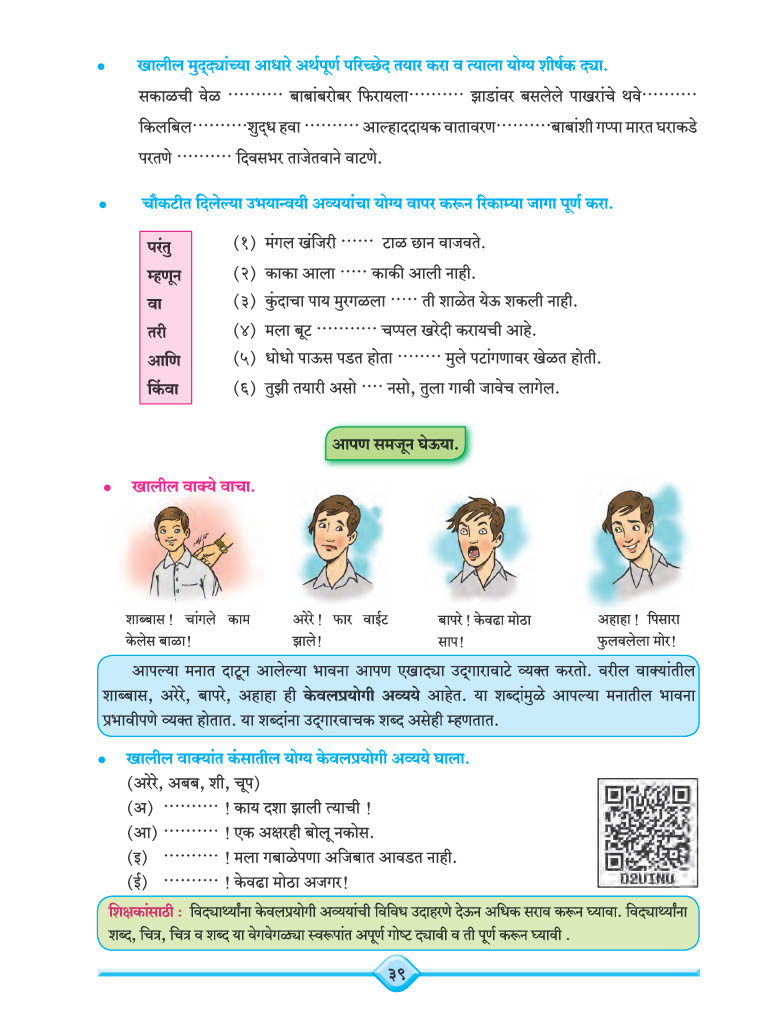 • खालील मुद्द्यांच्या आधारे अर्थपूर्ण परिच्छेद तयार करा व त्याला योग्य शीर्षक द्या.
सकाळची वेळ ·········· बाबांबरोबर फिरायला·········· झाडांवर बसलेले पाखरांचे थवे··········
किलबिल··········शुद्ध हवा ·········· आल्हाददायक वातावरण··········बाबांशी गप्पा मारत घराकडे
परतणे ·········· दिवसभर ताजेतवाने वाटणे.
• चौकटीत दिलेल्या उभयान्वयी अव्ययांचा योग्य वापर करून रिकाम्या जागा पूर्ण करा.
परंतु
म्हणून
वा
तरी
आणि
किंवा
(१) मंगल खंजिरी ······ टाळ छान वाजवते.
(२) काका आला ····· काकी आली नाही.
(३) कुंदाचा पाय मुरगळला ····· ती शाळेत येऊ शकली नाही.
(४) मला बूट ··········· चप्पल खरेदी करायची आहे.
(५) धोधो पाऊस पडत होता ········ मुले पटांगणावर खेळत होती.
(६) तुझी तयारी असो ···· नसो, तुला गावी जावेच लागेल.
आपण समजून घेऊया.
• खालील वाक्ये वाचा.
शाब्बास! चांगले काम
केलेस बाळा!
अरेरे! फार वाईट
झाले!
बापरे! केवढा मोठा
साप!
अहाहा! पिसारा
फुलवलेला मोर!
आपल्या मनात दाटून आलेल्या भावना आपण एखाद्या उद्गारावाटे व्यक्त करतो. वरील वाक्यांतील
शाब्बास, अरेरे, बापरे, अहाहा ही केवलप्रयोगी अव्यये आहेत. या शब्दांमुळे आपल्या मनातील भावना
प्रभावीपणे व्यक्त होतात. या शब्दांना उद्गारवाचक शब्द असेही म्हणतात.
• खालील वाक्यांत कंसातील योग्य केवलप्रयोगी अव्यये घाला.
(अरेरे, अबब, शी, चूप)
(अ) ·········· ! काय दशा झाली त्याची !
(आ) ·········· ! एक अक्षरही बोलू नकोस.
(इ) ·········· ! मला गबाळेपणा अजिबात आवडत नाही.
(ई) ·········· ! केवढा मोठा अजगर!
D2UINU
शिक्षकांसाठी : विद्यार्थ्यांना केवलप्रयोगी अव्ययांची विविध उदाहरणे देऊन अधिक सराव करून घ्यावा. विद्यार्थ्यांना
शब्द, चित्र, चित्र व शब्द या वेगवेगळ्या स्वरूपांत अपूर्ण गोष्ट द्यावी व ती पूर्ण करून घ्यावी .
३९